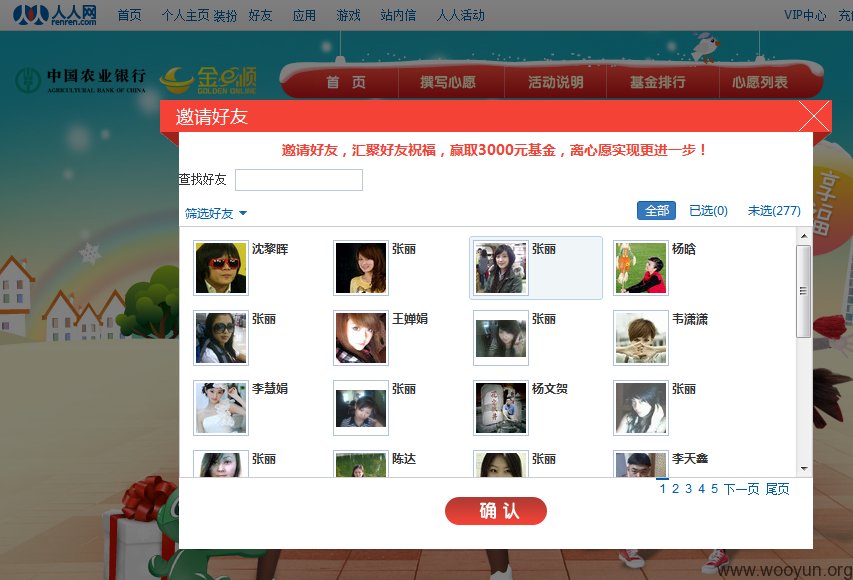 人人网 renren.com 首页 个人主页 装扮 好友 应用 游戏 站内信 人人活动 VIP中心 充
中国农业银行 AGRICULTURAL BANK OF CHINA 金e顺 GOLDEN ONLINE
首 页 撰写心愿 活动说明 基金排行 心愿列表
邀请好友
邀请好友，汇聚好友祝福，赢取3000元基金，离心愿实现更进一步！
查找好友
筛选好友 全部 已选(0) 未选(277)
沈黎晖 张丽 张丽 杨晗
张丽 王婵娟 张丽 韦潇潇
李慧娟 张丽 杨文贺 张丽
张丽 陈达 张丽 李天鑫
1 2 3 4 5 下一页 尾页
确 认
享
福
www.wooyun.org